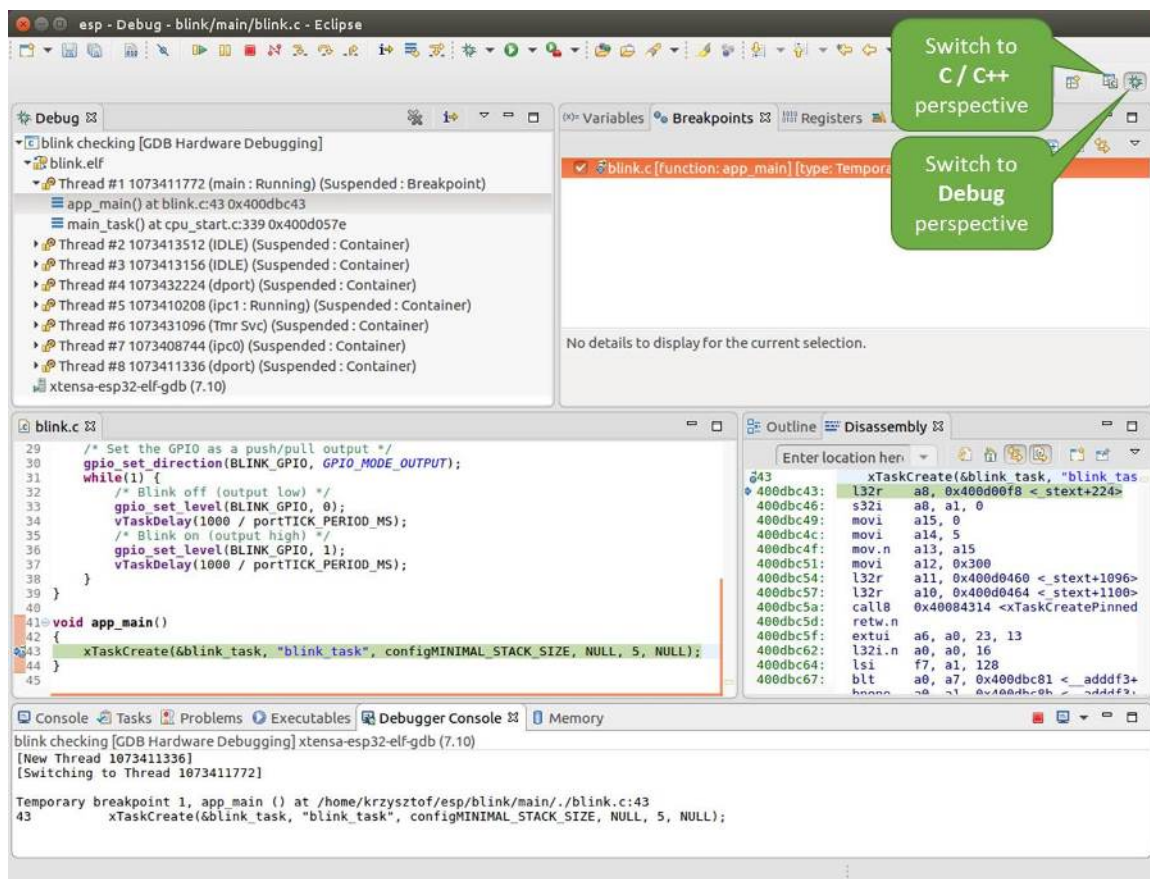 esp - Debug - blink/main/blink.c - Eclipse
Switch to
C / C++
perspective
Switch to
Debug
perspective
Debug
blink checking [GDB Hardware Debugging]
blink.elf
Thread #1 1073411772 (main : Running) (Suspended : Breakpoint)
app_main() at blink.c:43 0x400dbc43
main_task() at cpu_start.c:339 0x400d057e
Thread #2 1073413512 (IDLE) (Suspended : Container)
Thread #3 1073413156 (IDLE) (Suspended : Container)
Thread #4 1073432224 (dport) (Suspended : Container)
Thread #5 1073410208 (ipc1 : Running) (Suspended : Container)
Thread #6 1073431096 (Tmr Svc) (Suspended : Container)
Thread #7 1073408744 (ipc0) (Suspended : Container)
Thread #8 1073411336 (dport) (Suspended : Container)
xtensa-esp32-elf-gdb (7.10)
(x)= Variables Breakpoints Registers
blink.c [function: app_main] [type: Tempora
No details to display for the current selection.
blink.c
29 /* Set the GPIO as a push/pull output */
30 gpio_set_direction(BLINK_GPIO, GPIO_MODE_OUTPUT);
31 while(1) {
32 /* Blink off (output low) */
33 gpio_set_level(BLINK_GPIO, 0);
34 vTaskDelay(1000 / portTICK_PERIOD_MS);
35 /* Blink on (output high) */
36 gpio_set_level(BLINK_GPIO, 1);
37 vTaskDelay(1000 / portTICK_PERIOD_MS);
38 }
39 }
40
41 void app_main()
42 {
43 xTaskCreate(&blink_task, "blink_task", configMINIMAL_STACK_SIZE, NULL, 5, NULL);
44 }
45
Outline Disassembly
Enter location her
43 xTaskCreate(&blink_task, "blink_tas
400dbc43: l32r a8, 0x400d00f8 <_stext+224>
400dbc46: s32i a8, a1, 0
400dbc49: movi a15, 0
400dbc4c: movi a14, 5
400dbc4f: mov.n a13, a15
400dbc51: movi a12, 0x300
400dbc54: l32r a11, 0x400d0460 <_stext+1096>
400dbc57: l32r a10, 0x400d0464 <_stext+1100>
400dbc5a: call8 0x40084314 <xTaskCreatePinned
400dbc5d: retw.n
400dbc5f: extui a6, a0, 23, 13
400dbc62: l32i.n a0, a0, 16
400dbc64: lsi f7, a1, 128
400dbc67: blt a0, a7, 0x400dbc81 <__adddf3+
Console Tasks Problems Executables Debugger Console Memory
blink checking [GDB Hardware Debugging] xtensa-esp32-elf-gdb (7.10)
[New Thread 1073411336]
[Switching to Thread 1073411772]
Temporary breakpoint 1, app_main () at /home/krzysztof/esp/blink/main/./blink.c:43
43 xTaskCreate(&blink_task, "blink_task", configMINIMAL_STACK_SIZE, NULL, 5, NULL);